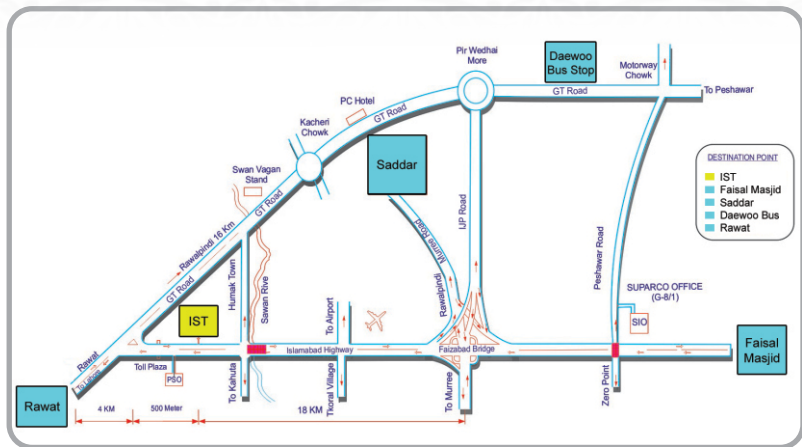 Pir Wedhai
More
Daewoo
Bus Stop
Motorway
Chowk
GT Road
GT Road
To Peshawar
PC Hotel
GT Road
Kacheri
Chowk
Saddar
Swan Vagan
Stand
GT Road
DESTINATION POINT
IST
Faisal Masjid
Saddar
Daewoo Bus
Rawat
Rawalpindi 16 Km
GT Road
Humak Town
Sawan Rive
Murree Road
Rawalpindi
IJP Road
Peshawar Road
SUPARCO OFFICE
(G-8/1)
SIO
IST
To Airport
Islamabad Highway
Faizabad Bridge
Faisal
Masjid
Rawat
To Lahore
Toll Plaza
PSO
To Kahuta
Tkoral Village
To Murree
Zero Point
Rawat
4 KM
500 Meter
18 KM